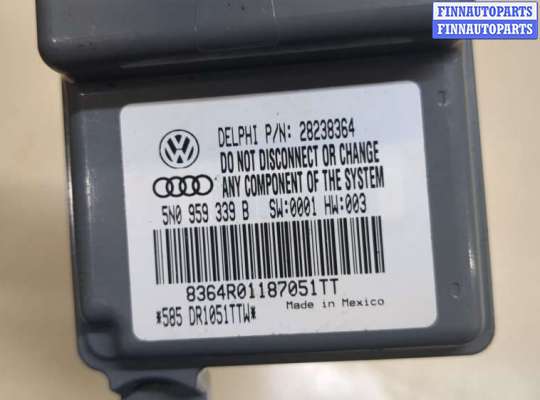 FINNAUTOPARTS
FINNAUTOPARTS
DELPHI P/N: 28238364
DO NOT DISCONNECT OR CHANGE
ANY COMPONENT OF THE SYSTEM
5N0 959 339 B SW:0001 HW:003
8364R01187051TT
Made in Mexico
*585 DR1051TTW*